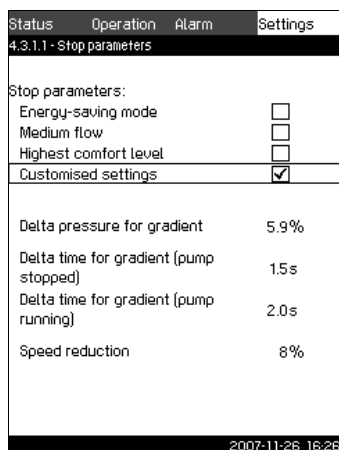 Status Operation Alarm Settings
4.3.1.1 - Stop parameters
Stop parameters:
Energy-saving mode
Medium flow
Highest comfort level
Customised settings
Delta pressure for gradient 5.9%
Delta time for gradient (pump
stopped) 1.5s
Delta time for gradient (pump
running) 2.0s
Speed reduction 8%
2007-11-26 16:26